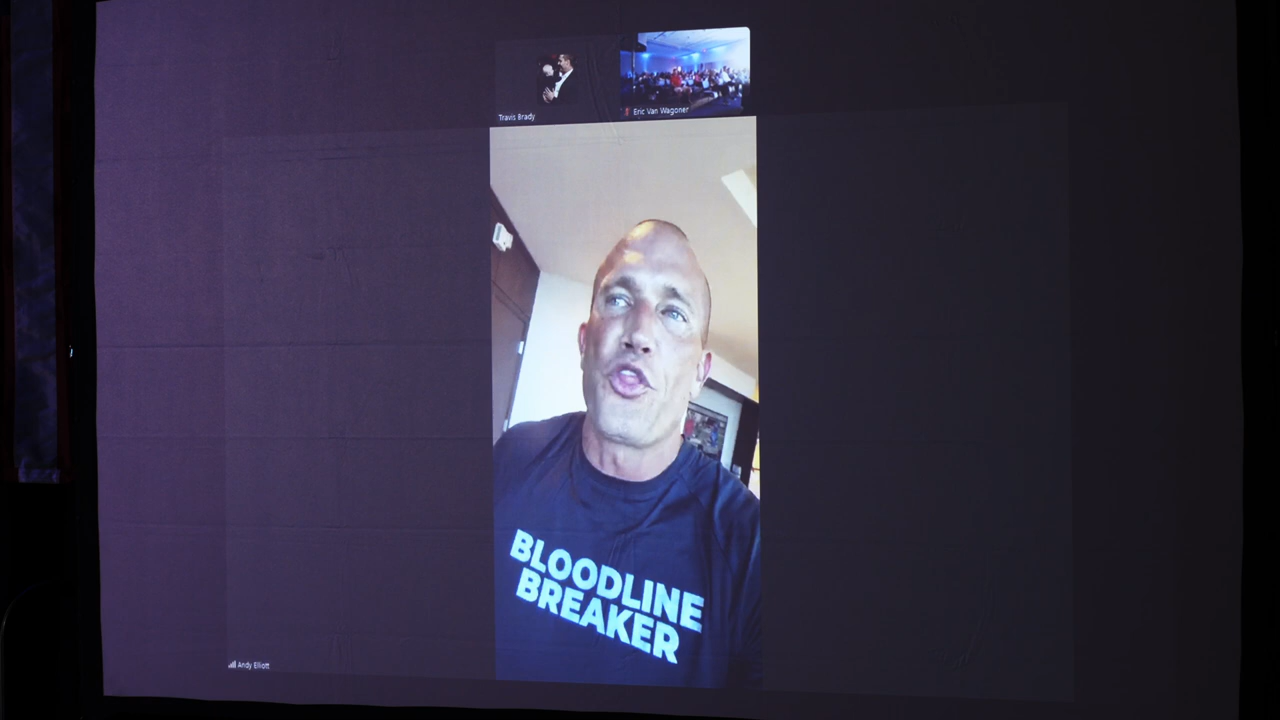 Travis Brady
Eric Van Wagoner
BLOODLINE
BREAKER
Andy Elliott